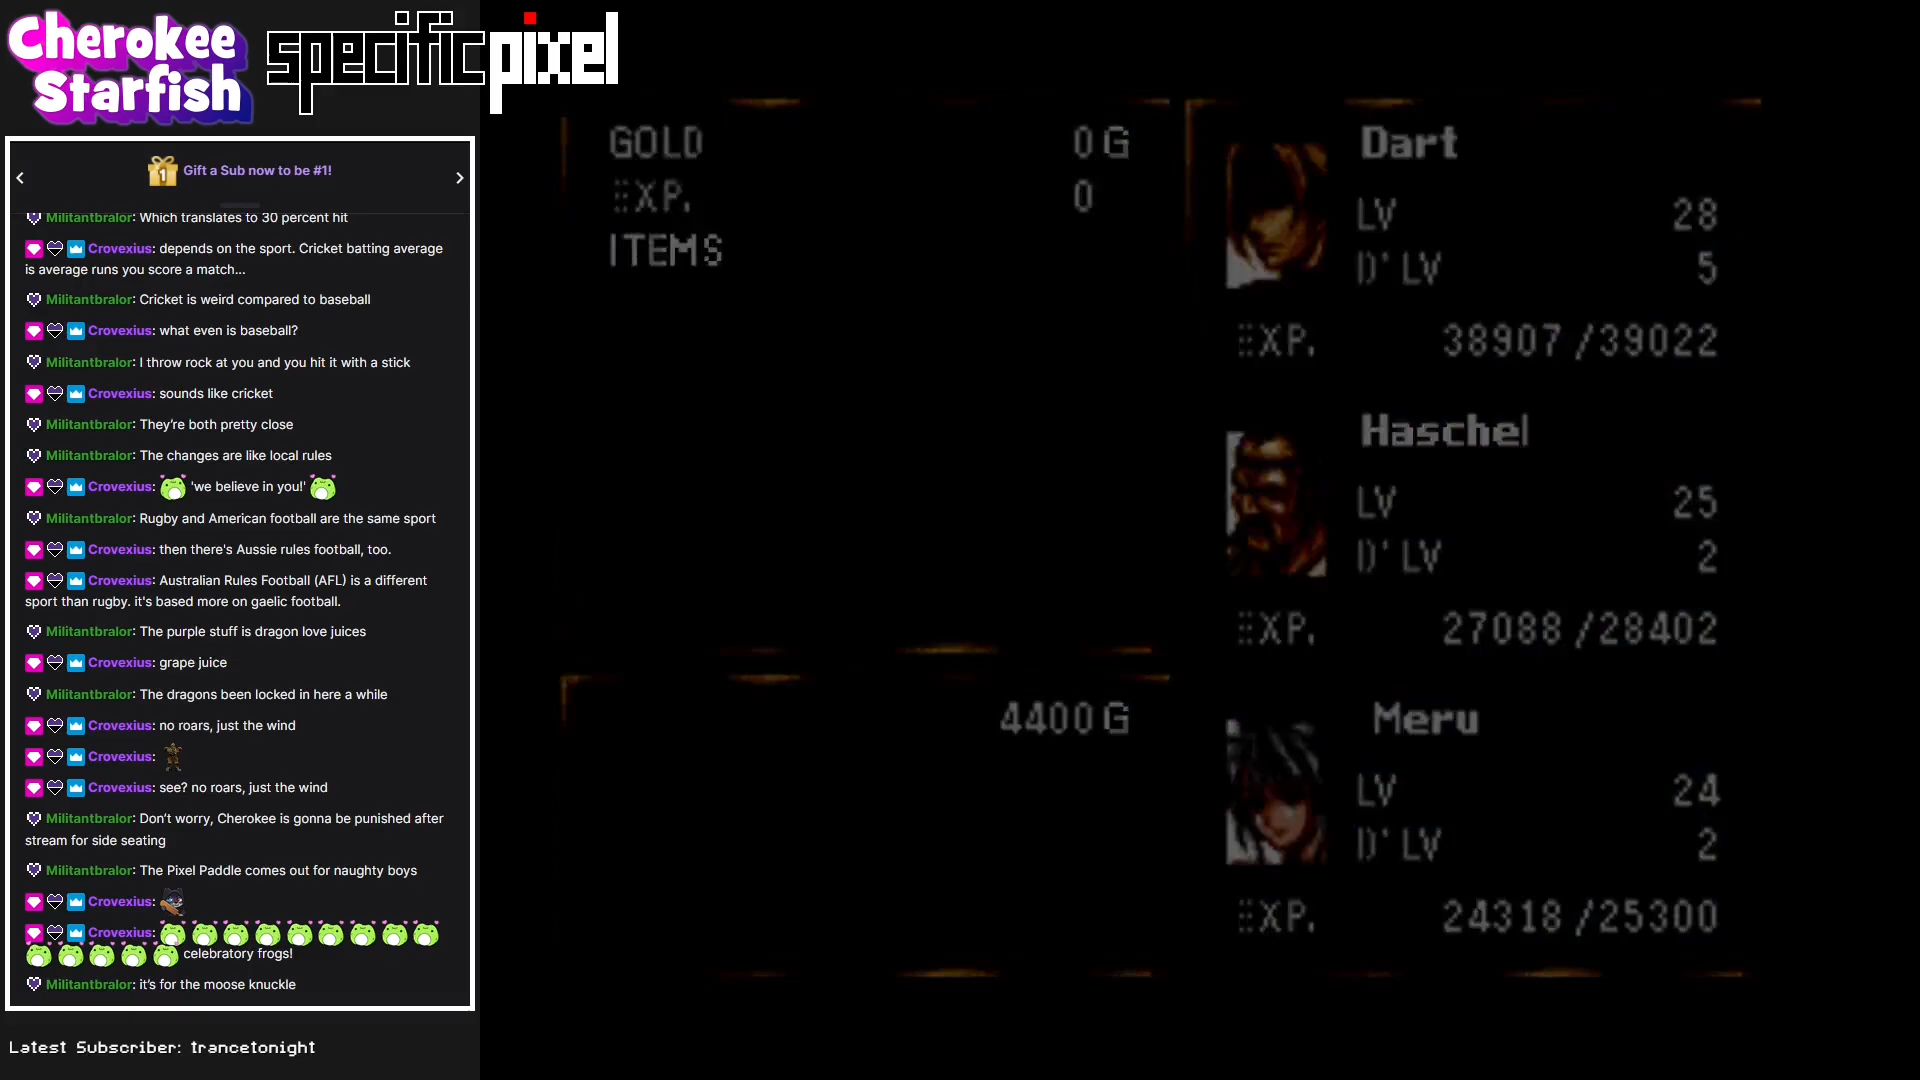 Cherokee
Starfish
specificpixel
1
Gift a Sub now to be #1!
Militantbralor: Which translates to 30 percent hit
Crovexius: depends on the sport. Cricket batting average
is average runs you score a match...
Militantbralor: Cricket is weird compared to baseball
Crovexius: what even is baseball?
Militantbralor: I throw rock at you and you hit it with a stick
Crovexius: sounds like cricket
Militantbralor: They're both pretty close
Militantbralor: The changes are like local rules
Crovexius: 'we believe in you!'
Militantbralor: Rugby and American football are the same sport
Crovexius: then there's Aussie rules football, too.
Crovexius: Australian Rules Football (AFL) is a different
sport than rugby. it's based more on gaelic football.
Militantbralor: The purple stuff is dragon love juices
Crovexius: grape juice
Militantbralor: The dragons been locked in here a while
Crovexius: no roars, just the wind
Crovexius:
Crovexius: see? no roars, just the wind
Militantbralor: Don't worry, Cherokee is gonna be punished after
stream for side seating
Militantbralor: The Pixel Paddle comes out for naughty boys
Crovexius:
Crovexius:
celebratory frogs!
Militantbralor: it's for the moose knuckle
Latest Subscriber: trancetonight
GOLD 0 G
EXP. 0
ITEMS
4400 G
Dart
LV 28
D'LV 5
EXP. 38907 /39022
Haschel
LV 25
D'LV 2
EXP. 27088 /28402
Meru
LV 24
D'LV 2
EXP. 24318 /25300